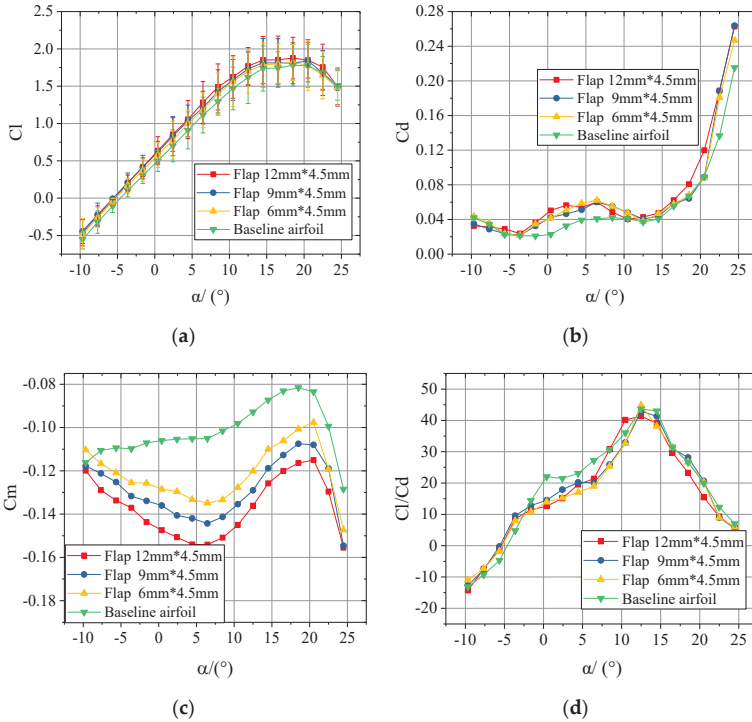 2.5
2.0
1.5
1.0
0.5
0.0
-0.5
Cl
Flap 12mm*4.5mm
Flap 9mm*4.5mm
Flap 6mm*4.5mm
Baseline airfoil
-10 -5 0 5 10 15 20 25
α/ (°)
(a)
0.28
0.24
0.20
0.16
0.12
0.08
0.04
0.00
Cd
Flap 12mm*4.5mm
Flap 9mm*4.5mm
Flap 6mm*4.5mm
Baseline airfoil
-10 -5 0 5 10 15 20 25
α/ (°)
(b)
-0.08
-0.10
-0.12
-0.14
-0.16
-0.18
Cm
Flap 12mm*4.5mm
Flap 9mm*4.5mm
Flap 6mm*4.5mm
Baseline airfoil
-10 -5 0 5 10 15 20 25
α/(°)
(c)
50
40
30
20
10
0
-10
-20
Cl/Cd
Flap 12mm*4.5mm
Flap 9mm*4.5mm
Flap 6mm*4.5mm
Baseline airfoil
-10 -5 0 5 10 15 20 25
α/ (°)
(d)